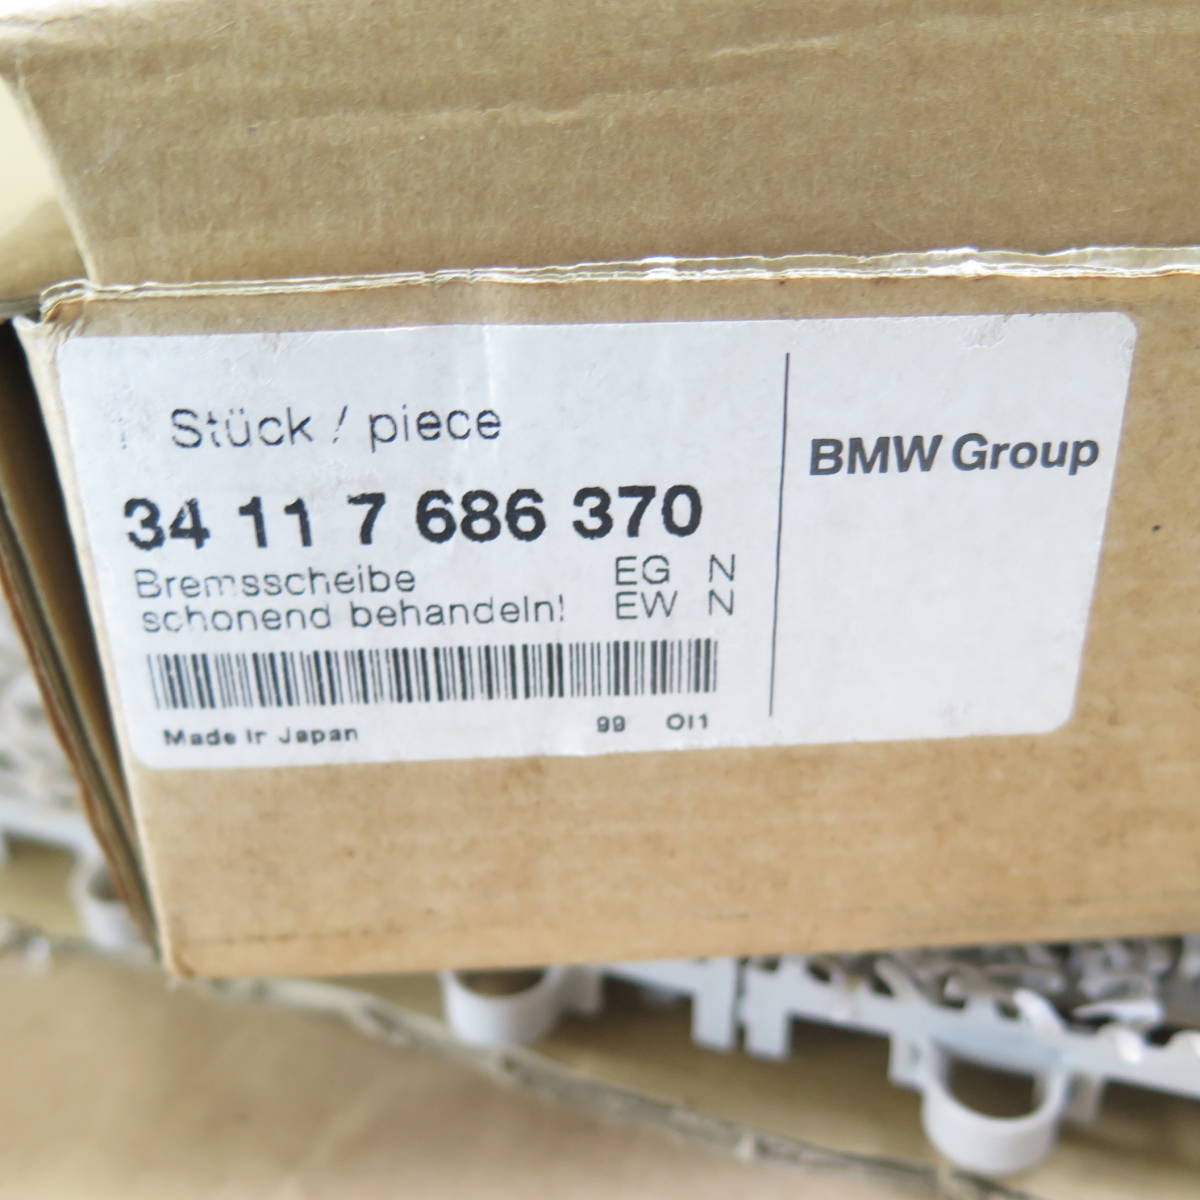 Stück / piece
34 11 7 686 370
Bremsscheibe EG N
schonend behandeln! EW N
Made in Japan 99 OI1
BMW Group